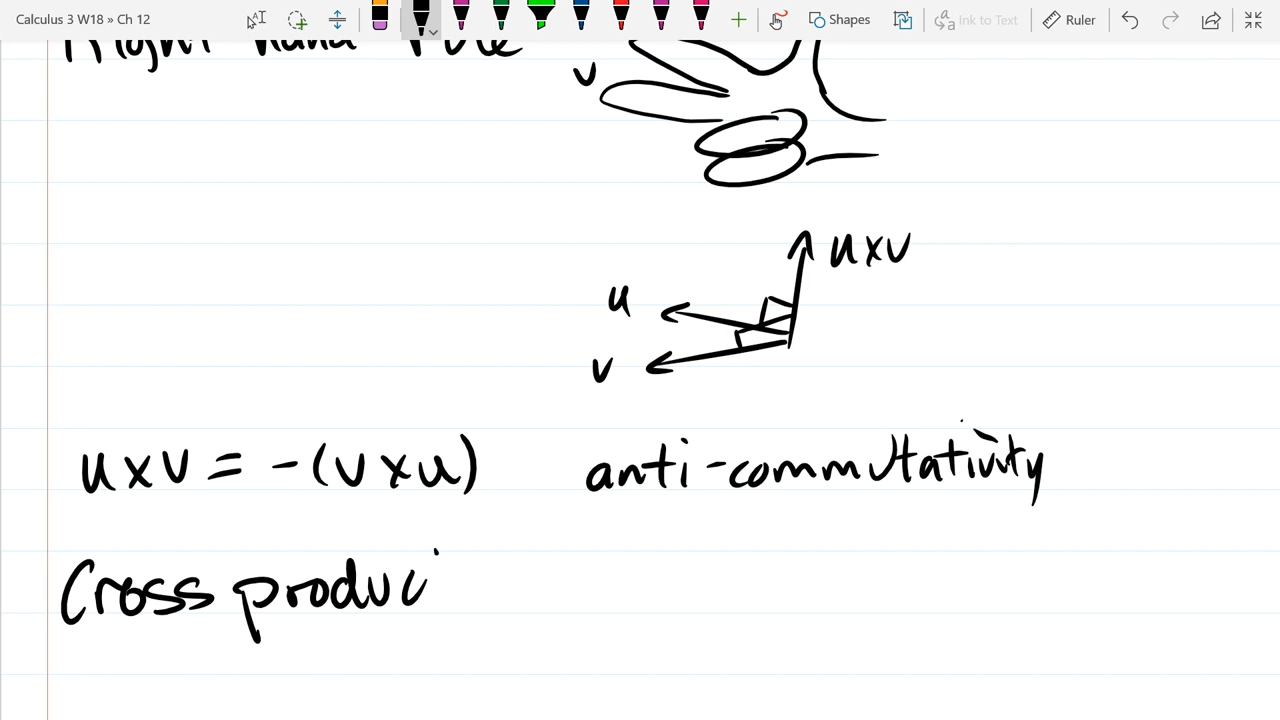 Calculus 3 W18 » Ch 12
Ink to Text
Shapes
Ruler
Right hand rule
v
u×v
u
v
u×v = -(v×u) anti-commutativity
Cross produc